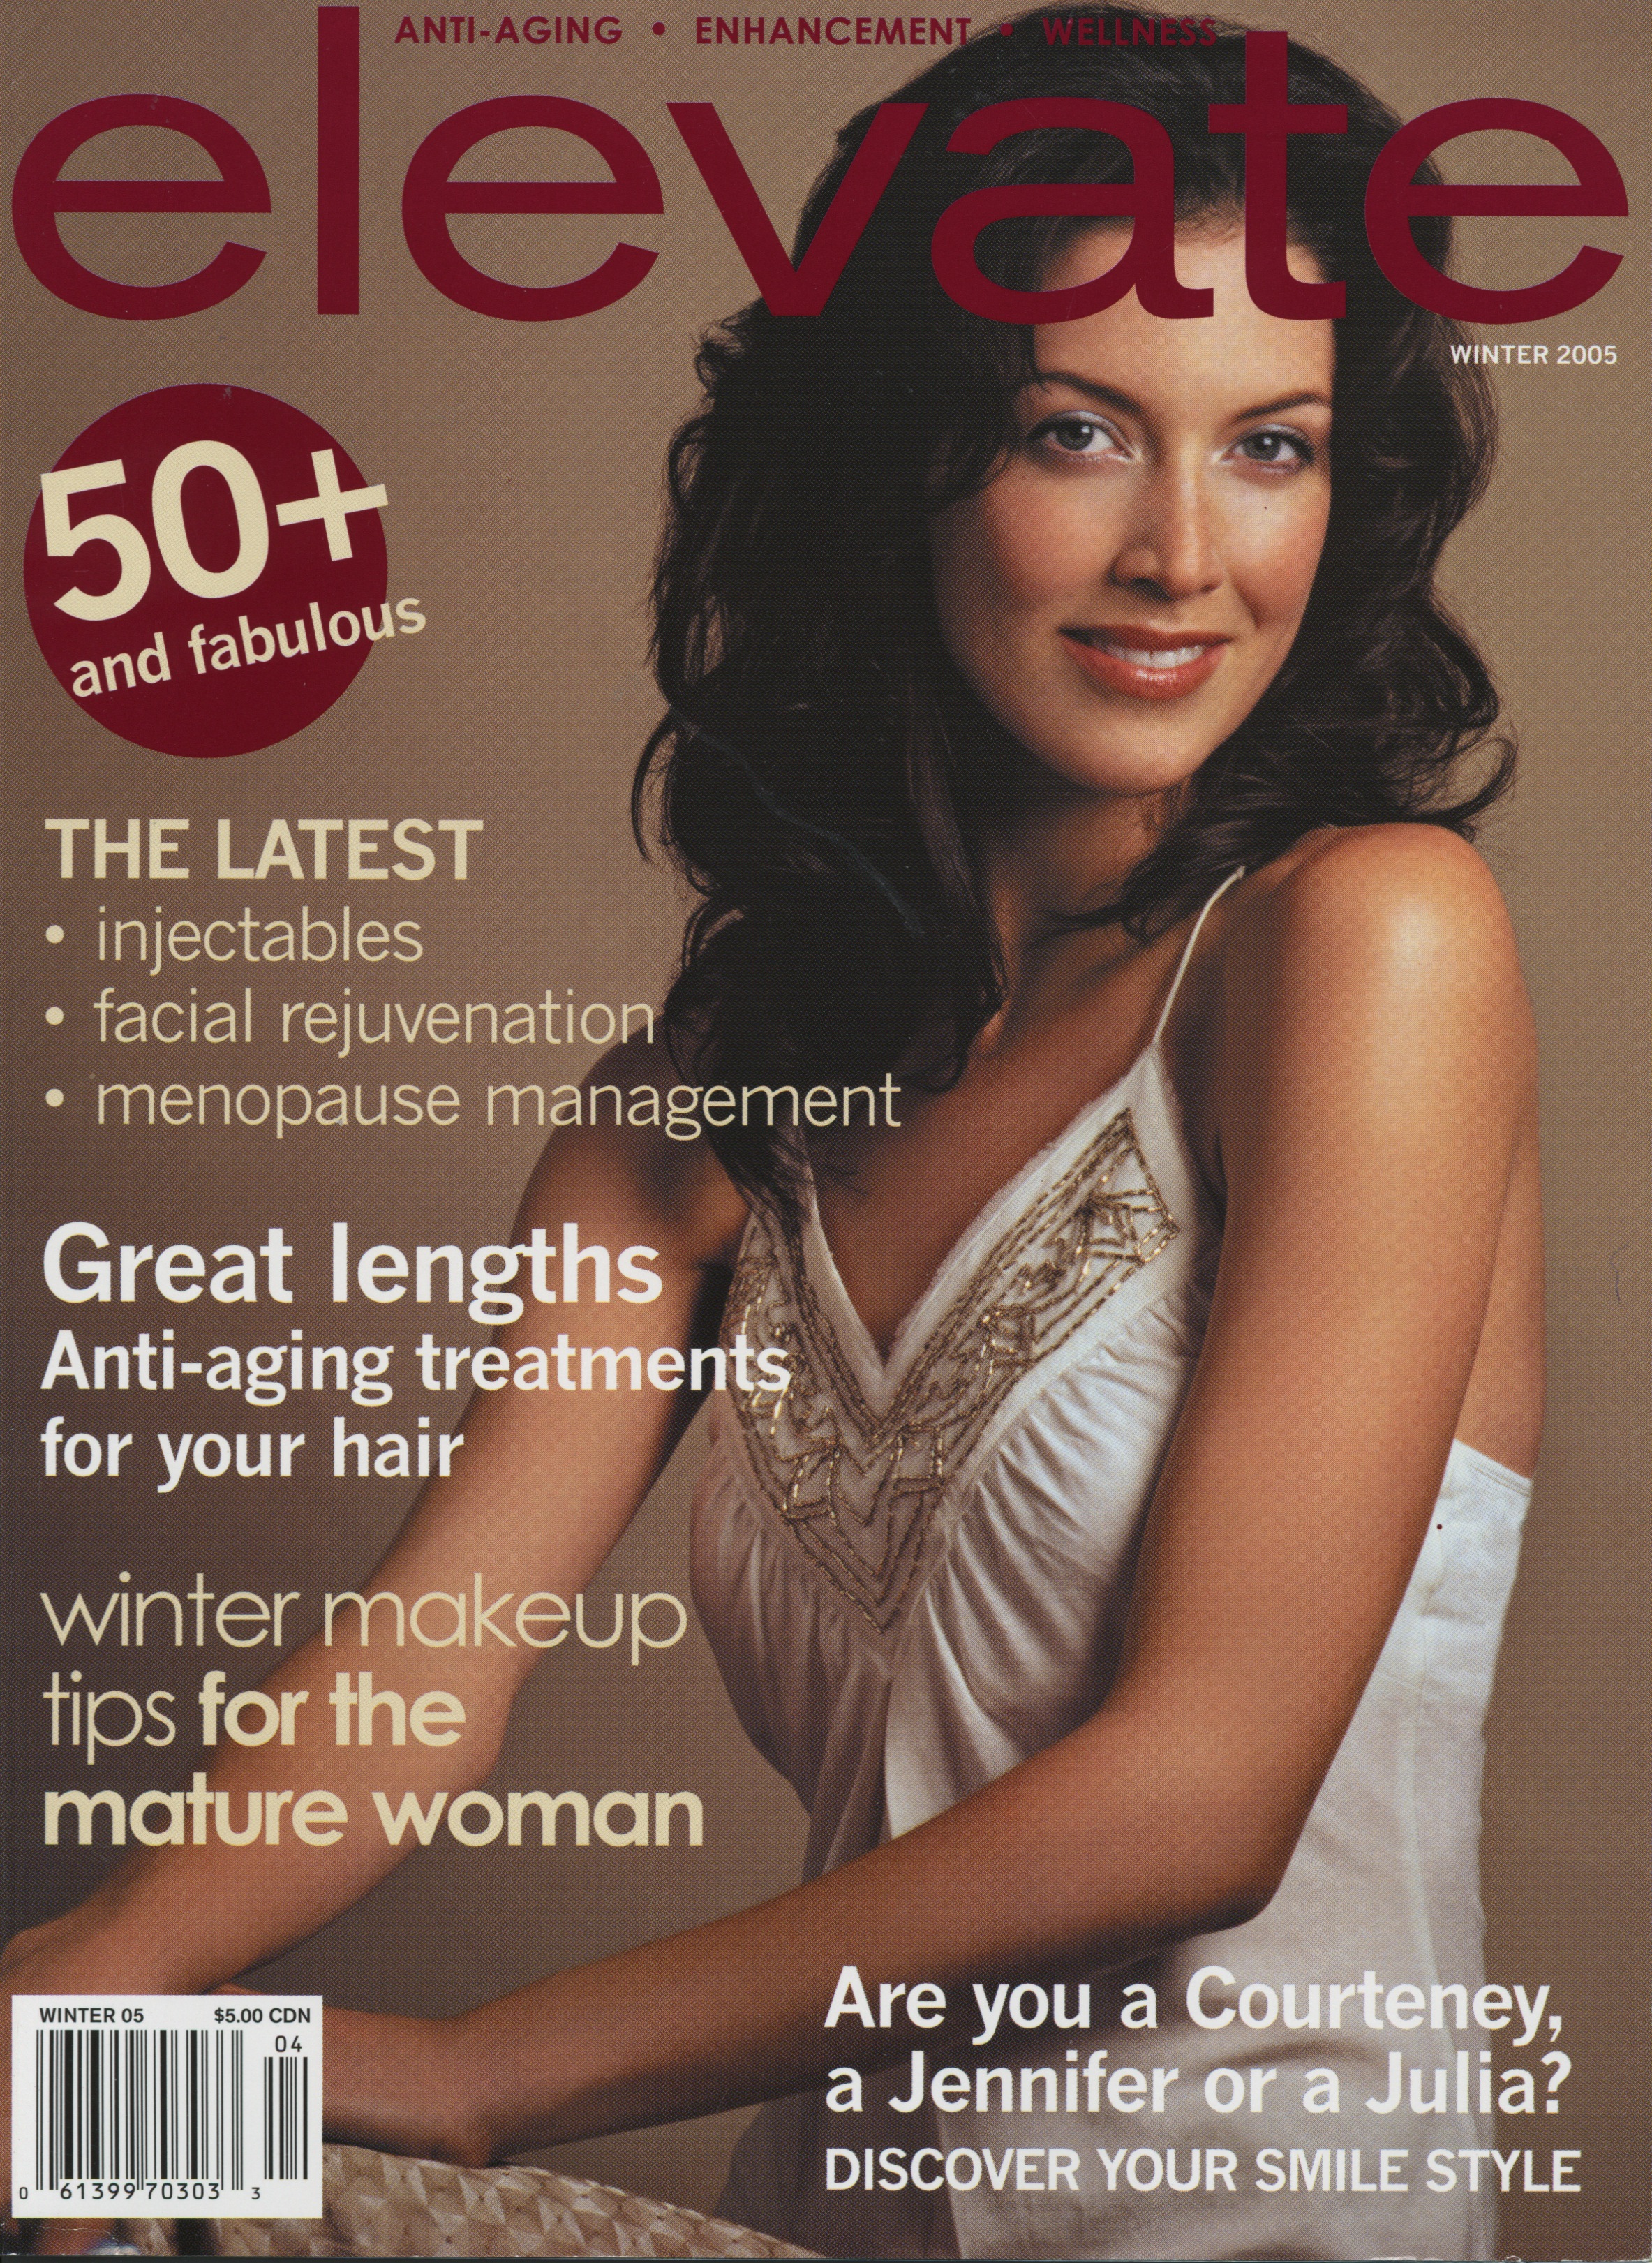 ANTI-AGING • ENHANCEMENT • WELLNESS
elevate
WINTER 2005
50+
and fabulous
THE LATEST
• injectables
• facial rejuvenation
• menopause management
Great lengths
Anti-aging treatments
for your hair
winter makeup
tips for the
mature woman
Are you a Courteney,
a Jennifer or a Julia?
DISCOVER YOUR SMILE STYLE
WINTER 05 $5.00 CDN
04
0 61399 70303 3